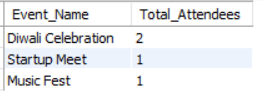 Event_Name Total_Attendees
Diwali Celebration 2
Startup Meet 1
Music Fest 1